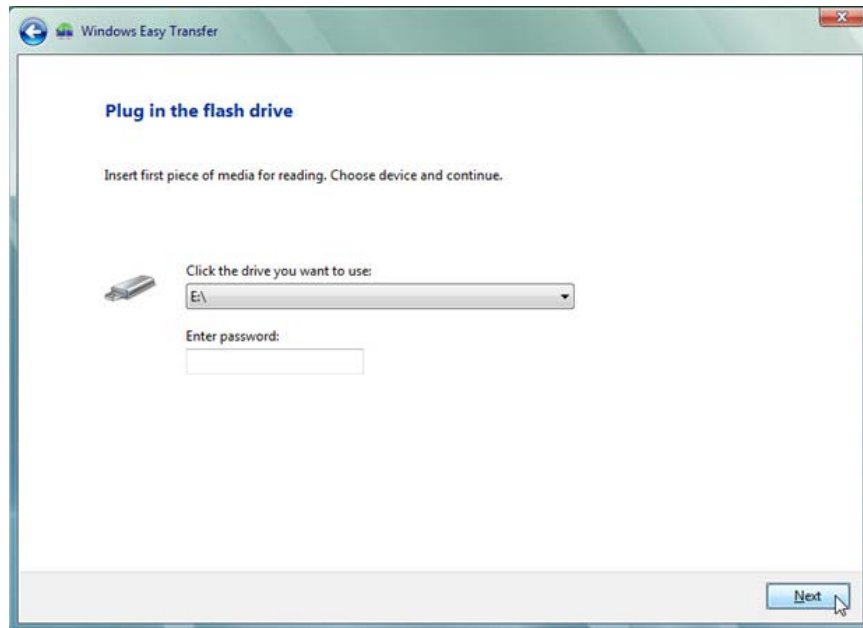 Windows Easy Transfer
Plug in the flash drive
Insert first piece of media for reading. Choose device and continue.
Click the drive you want to use:
E:\
Enter password:
Next